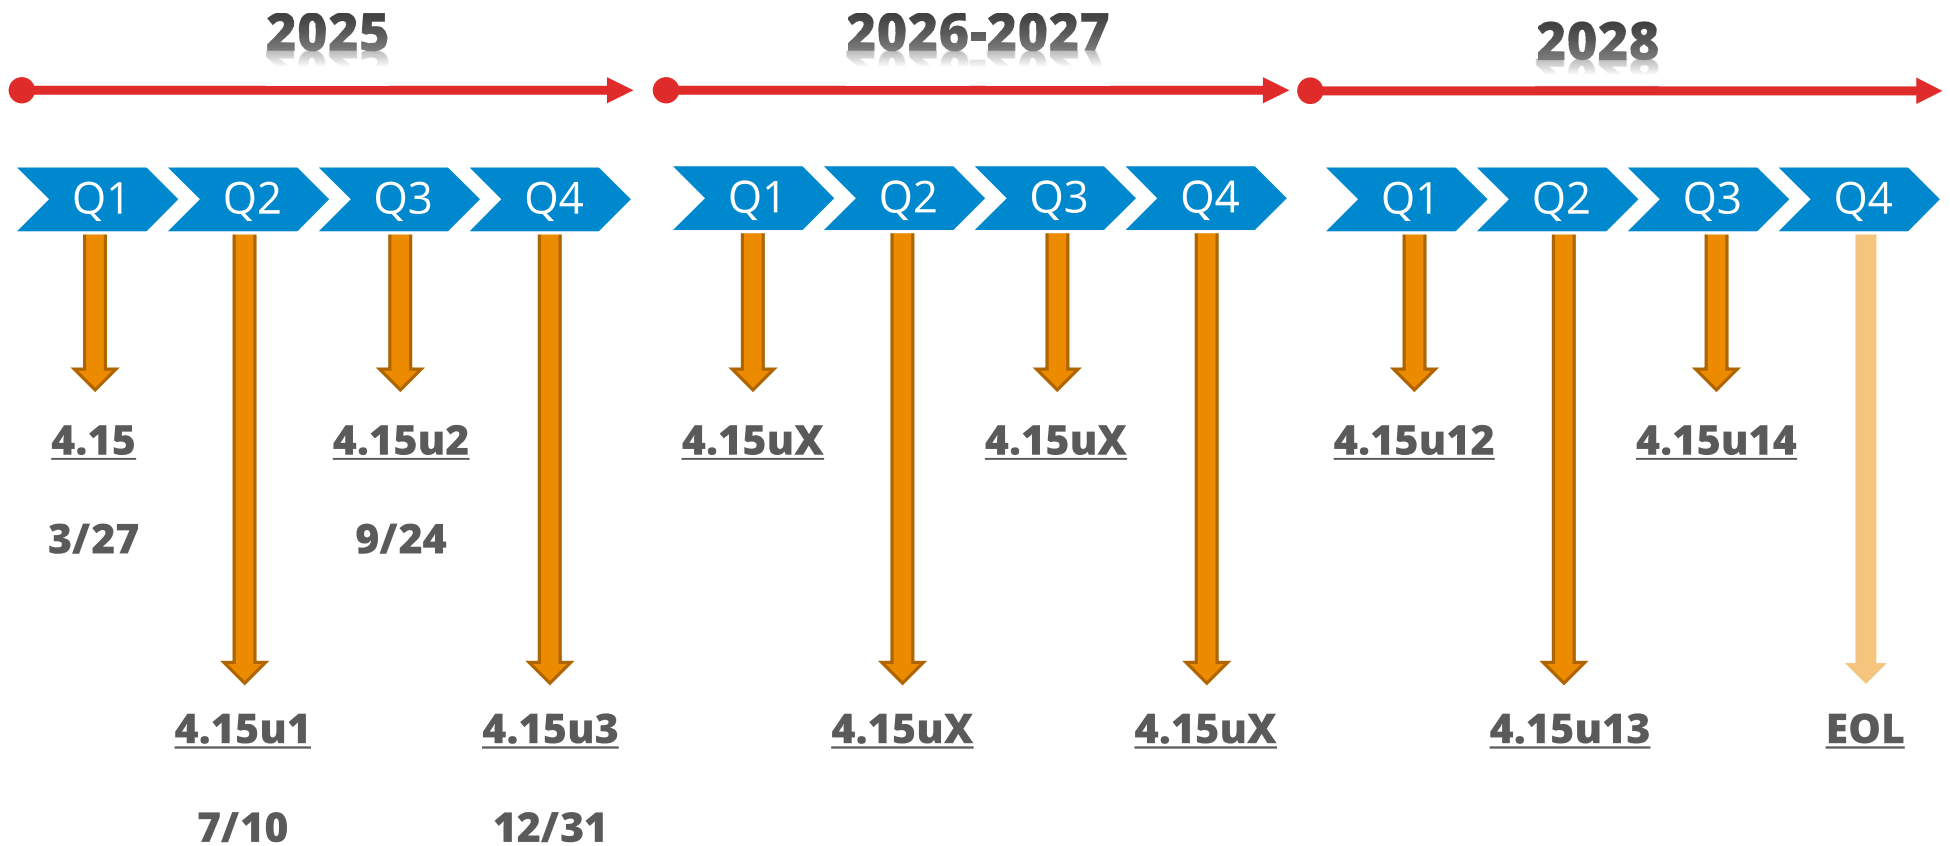 2025
2026-2027
2028
Q1 Q2 Q3 Q4
Q1 Q2 Q3 Q4
Q1 Q2 Q3 Q4
4.15
3/27
4.15u1
7/10
4.15u2
9/24
4.15u3
12/31
4.15uX
4.15uX
4.15uX
4.15uX
4.15u12
4.15u13
4.15u14
EOL